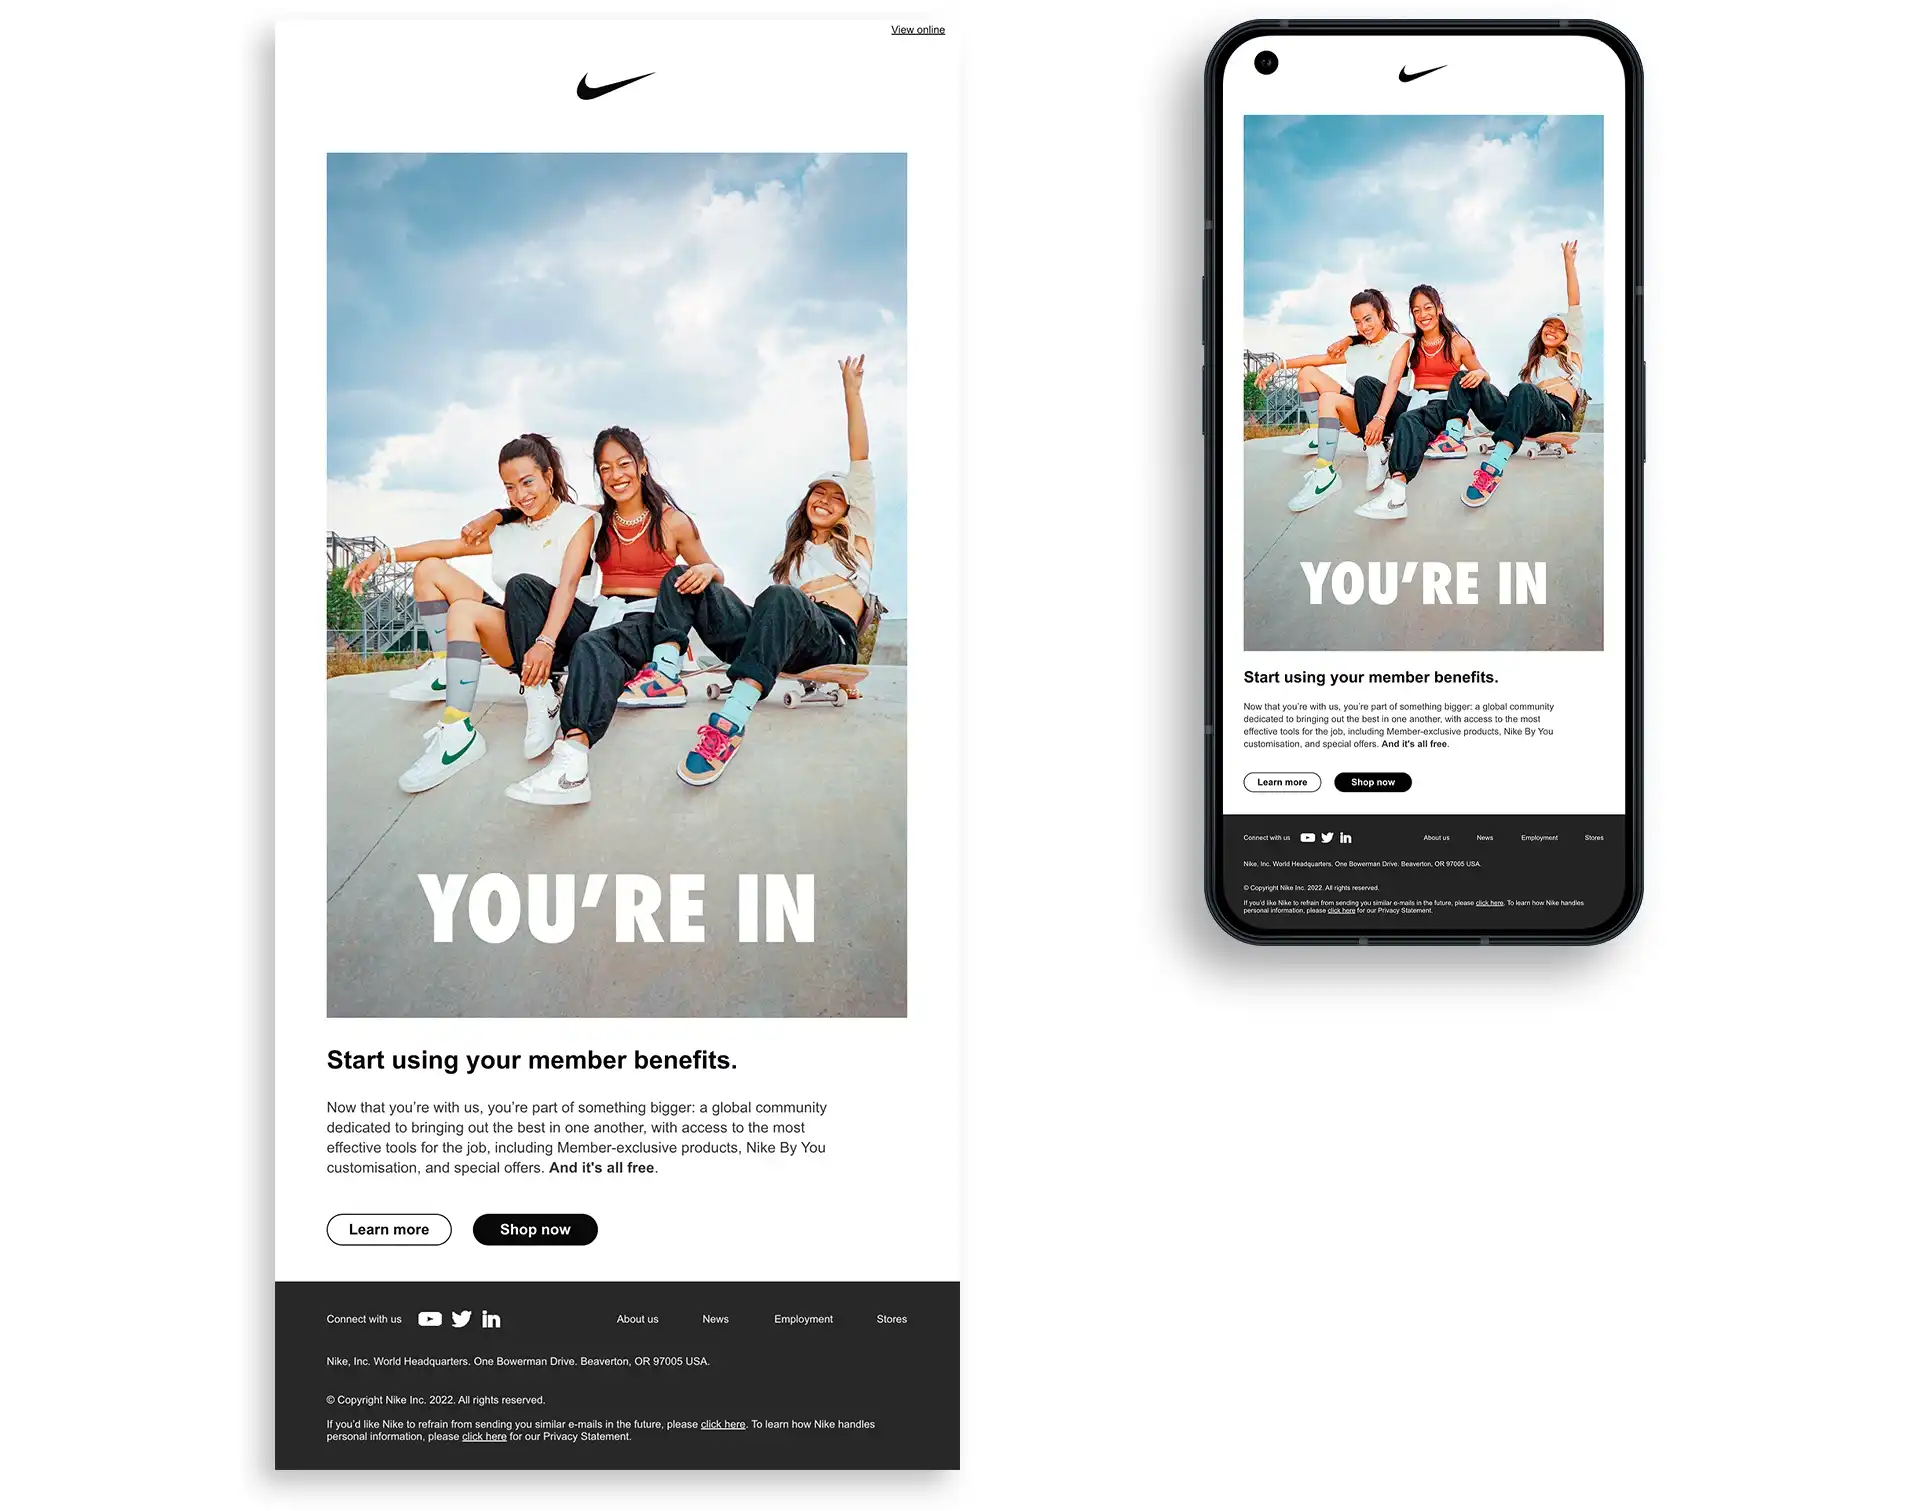 View online
YOU’RE IN
Start using your member benefits.
Now that you’re with us, you’re part of something bigger: a global community
dedicated to bringing out the best in one another, with access to the most
effective tools for the job, including Member-exclusive products, Nike By You
customisation, and special offers. And it's all free.
Learn more
Shop now
Connect with us
About us
News
Employment
Stores
Nike, Inc. World Headquarters. One Bowerman Drive. Beaverton, OR 97005 USA.
© Copyright Nike Inc. 2022. All rights reserved.
If you’d like Nike to refrain from sending you similar e-mails in the future, please click here. To learn how Nike handles
personal information, please click here for our Privacy Statement.
YOU’RE IN
Start using your member benefits.
Now that you’re with us, you’re part of something bigger: a global community
dedicated to bringing out the best in one another, with access to the most
effective tools for the job, including Member-exclusive products, Nike By You
customisation, and special offers. And it's all free.
Learn more
Shop now
Connect with us
About us
News
Employment
Stores
Nike, Inc. World Headquarters. One Bowerman Drive. Beaverton, OR 97005 USA.
© Copyright Nike Inc. 2022. All rights reserved.
If you’d like Nike to refrain from sending you similar e-mails in the future, please click here. To learn how Nike handles
personal information, please click here for our Privacy Statement.